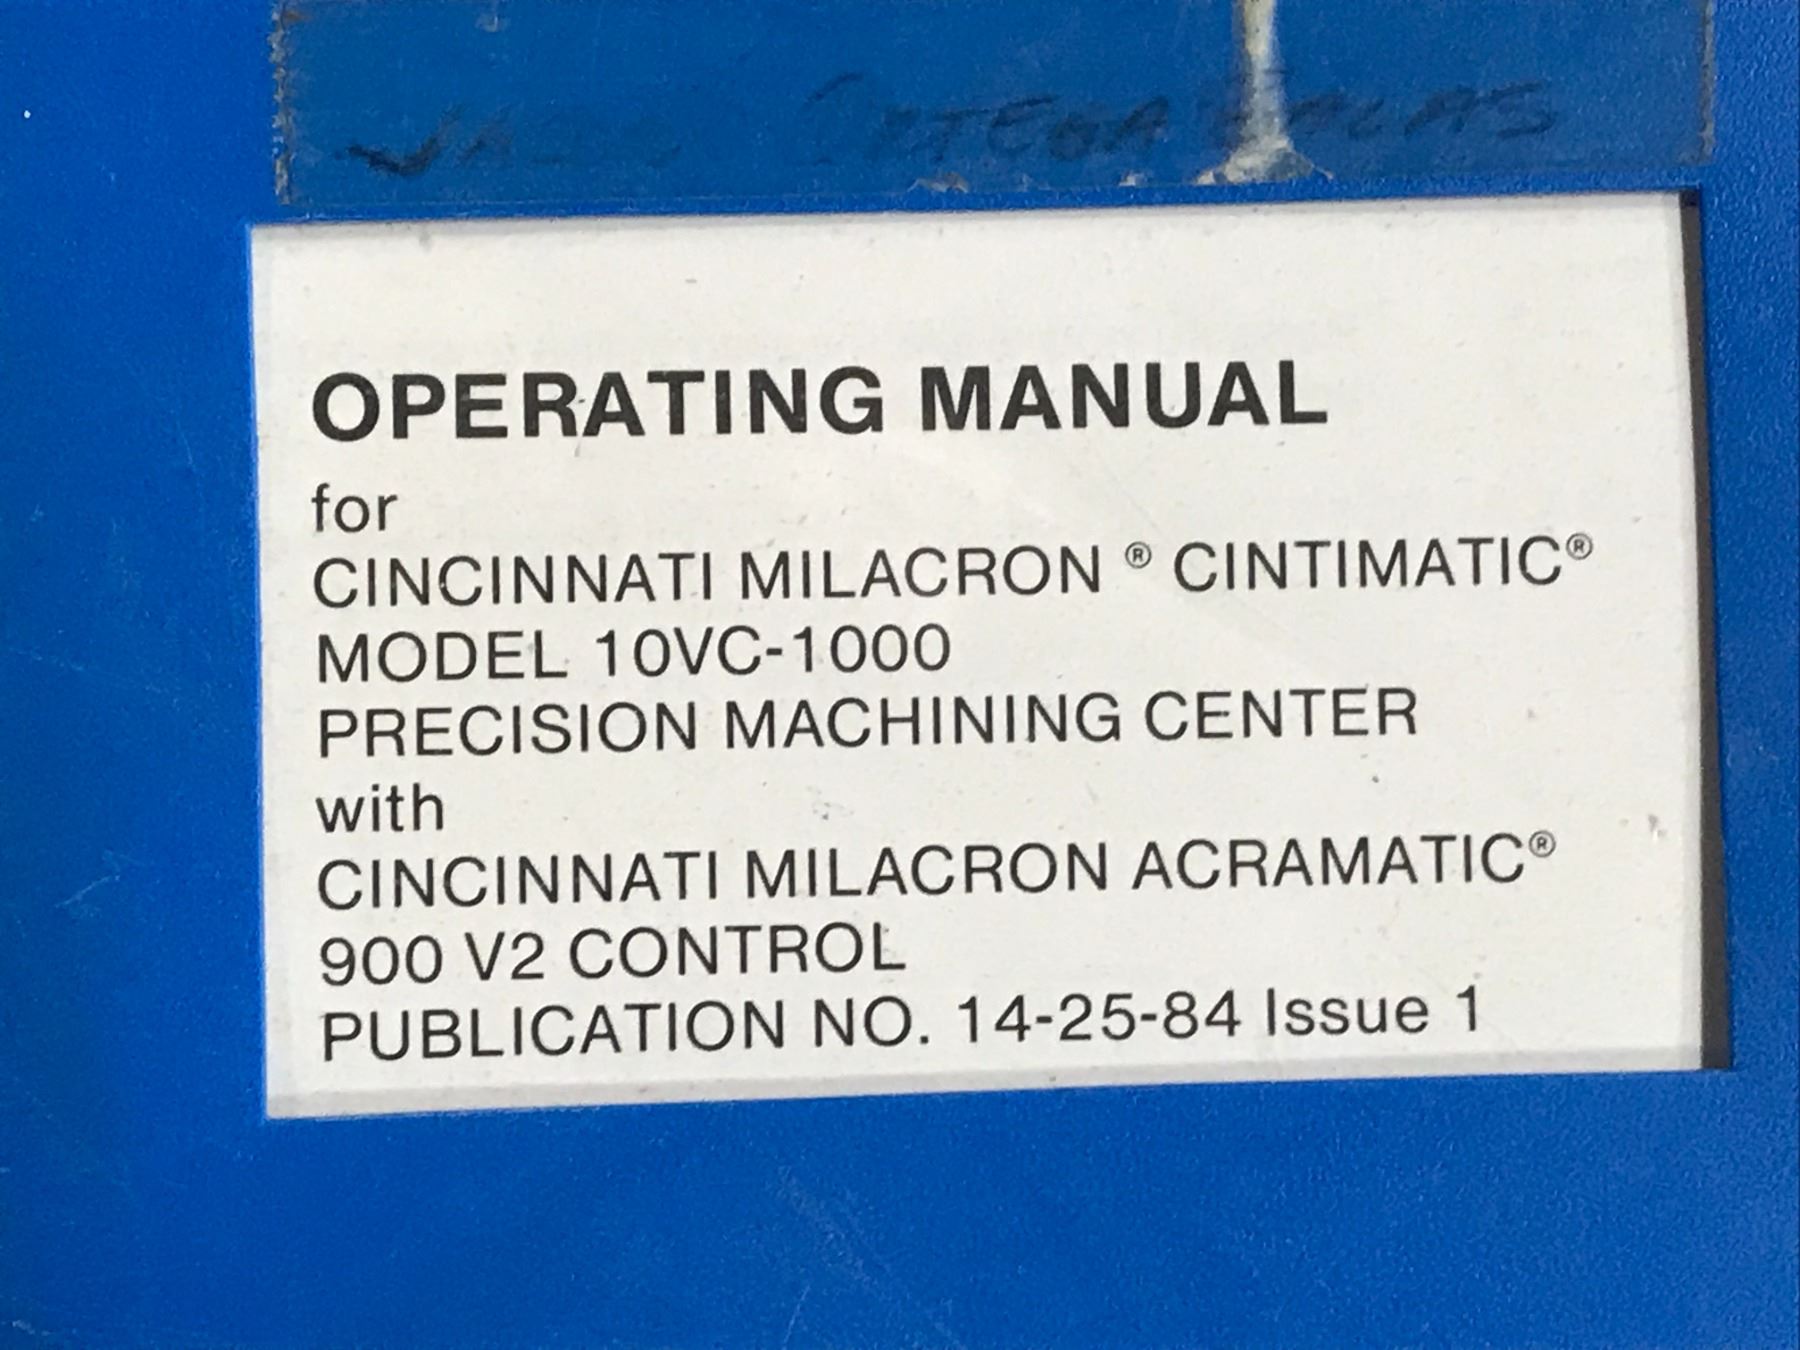 ORTEGA
OPERATING MANUAL
for
CINCINNATI MILACRON ® CINTIMATIC®
MODEL 10VC-1000
PRECISION MACHINING CENTER
with
CINCINNATI MILACRON ACRAMATIC®
900 V2 CONTROL
PUBLICATION NO. 14-25-84 Issue 1